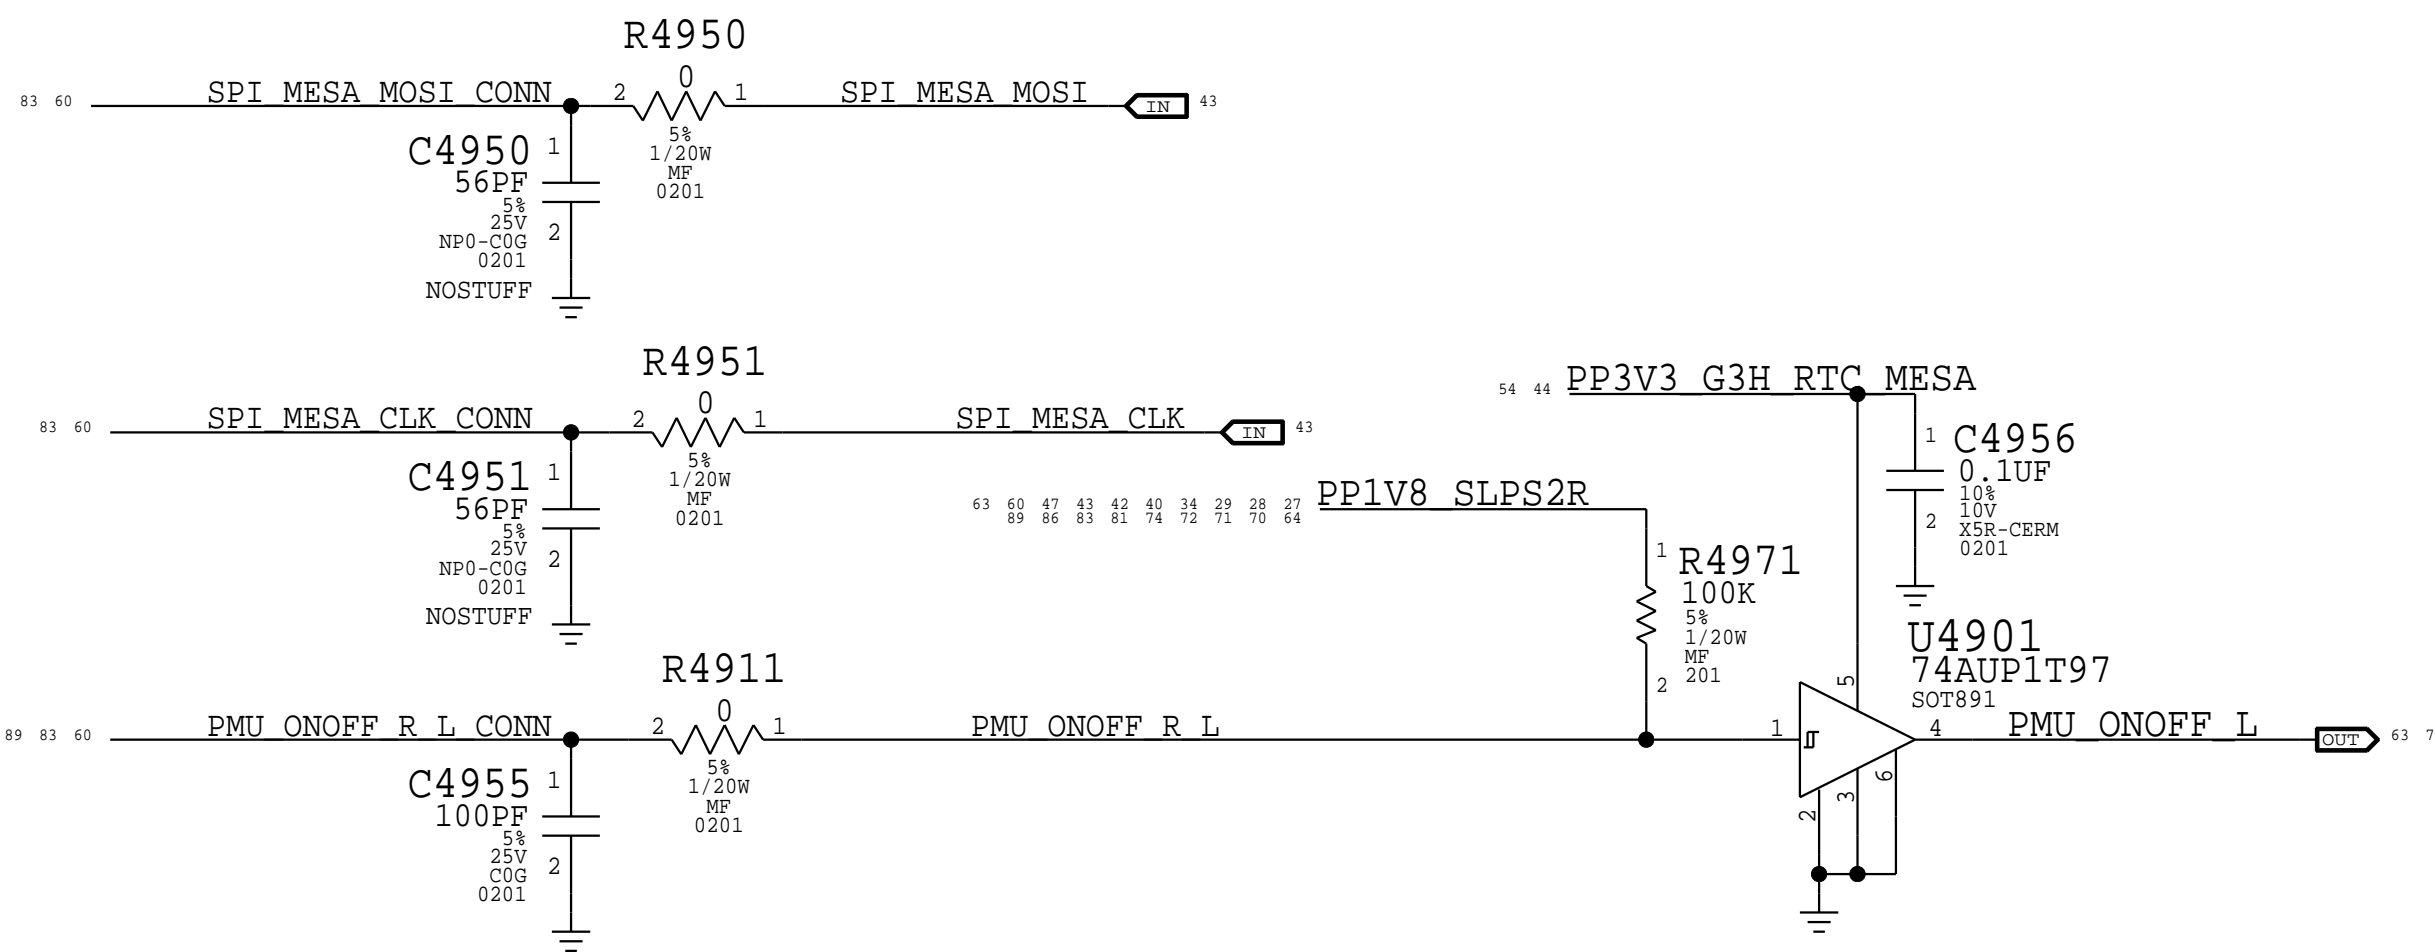 R4950
0
83 60
SPI_MESA_MOSI_CONN
2
1
SPI_MESA_MOSI
IN
43
5%
1/20W
MF
0201
C4950
1
56PF
5%
25V
NP0-C0G
0201
2
NOSTUFF
R4951
0
83 60
SPI_MESA_CLK_CONN
2
1
SPI_MESA_CLK
IN
43
5%
1/20W
MF
0201
C4951
1
56PF
5%
25V
NP0-C0G
0201
2
NOSTUFF
54 44
PP3V3_G3H_RTC_MESA
1
C4956
0.1UF
10%
10V
X5R-CERM
0201
2
63 60 47 43 42 40 34 29 28 27
89 86 83 81 74 72 71 70 64
PP1V8_SLPS2R
1
R4971
100K
5%
1/20W
MF
201
2
U4901
74AUP1T97
SOT891
R4911
0
89 83 60
PMU_ONOFF_R_L_CONN
2
1
PMU_ONOFF_R_L
5%
1/20W
MF
0201
1
5
4
2
3
6
PMU_ONOFF_L
OUT
63 7
C4955
1
100PF
5%
25V
C0G
0201
2